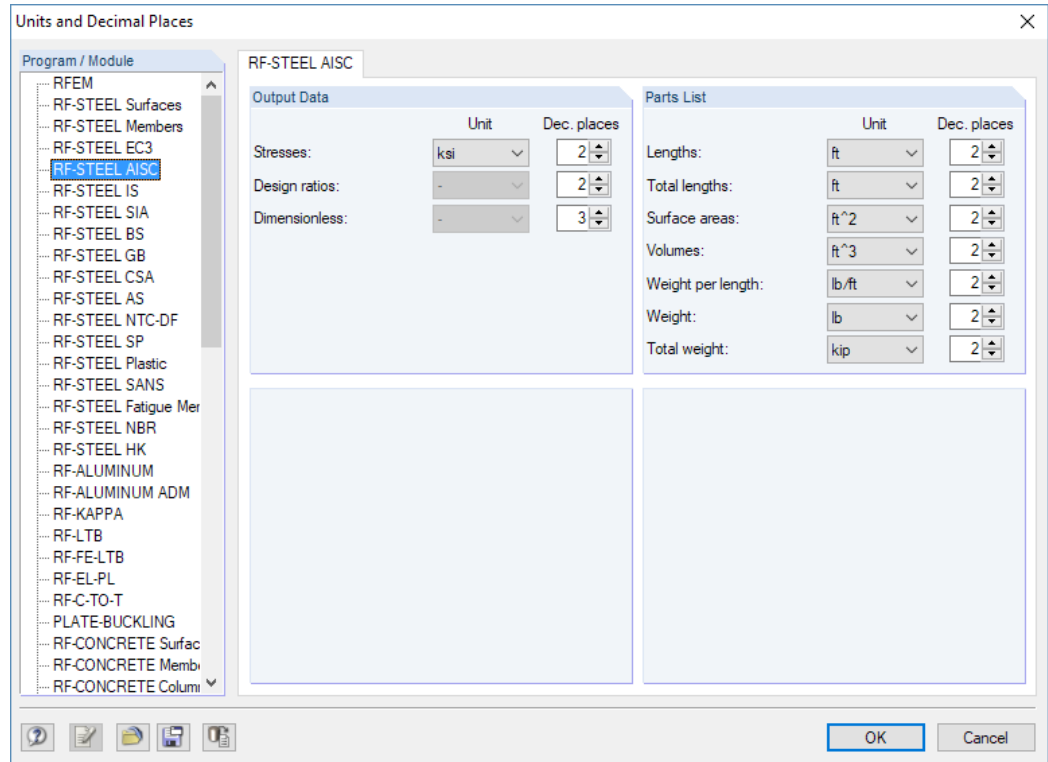 Units and Decimal Places
Program / Module
RFEM
RF-STEEL Surfaces
RF-STEEL Members
RF-STEEL EC3
RF-STEEL AISC
RF-STEEL IS
RF-STEEL SIA
RF-STEEL BS
RF-STEEL GB
RF-STEEL CSA
RF-STEEL AS
RF-STEEL NTC-DF
RF-STEEL SP
RF-STEEL Plastic
RF-STEEL SANS
RF-STEEL Fatigue Mer
RF-STEEL NBR
RF-STEEL HK
RF-ALUMINUM
RF-ALUMINUM ADM
RF-KAPPA
RF-LTB
RF-FE-LTB
RF-EL-PL
RF-C-TO-T
PLATE-BUCKLING
RF-CONCRETE Surfac
RF-CONCRETE Membe
RF-CONCRETE Colum
RF-STEEL AISC
Output Data
Unit Dec. places
Stresses: ksi 2
Design ratios: - 2
Dimensionless: - 3
Parts List
Unit Dec. places
Lengths: ft 2
Total lengths: ft 2
Surface areas: ft^2 2
Volumes: ft^3 2
Weight per length: lb/ft 2
Weight: lb 2
Total weight: kip 2
OK Cancel